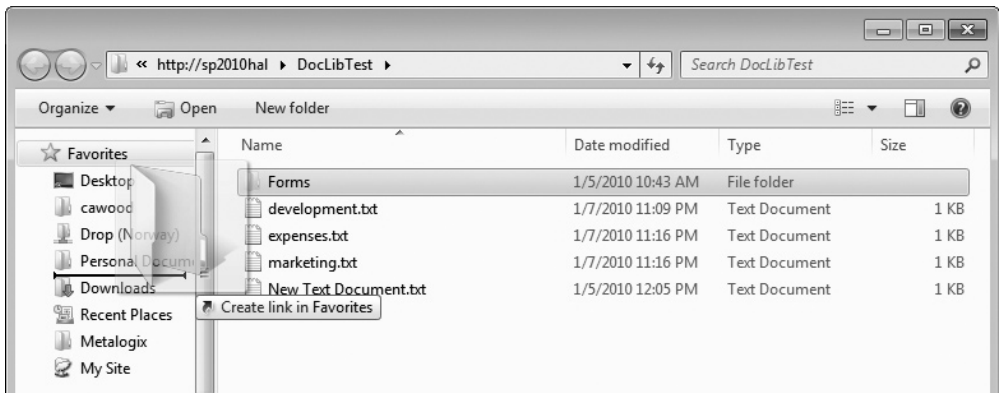 « http://sp2010hal ▸ DocLibTest ▸ Search DocLibTest
Organize ▾ Open New folder
Name Date modified Type Size
Favorites
Desktop Forms 1/5/2010 10:43 AM File folder
cawood development.txt 1/7/2010 11:09 PM Text Document 1 KB
Drop (Norway) expenses.txt 1/7/2010 11:16 PM Text Document 1 KB
Personal Docume marketing.txt 1/7/2010 11:16 PM Text Document 1 KB
Downloads New Text Document.txt 1/5/2010 12:05 PM Text Document 1 KB
Create link in Favorites
Recent Places
Metalogix
My Site